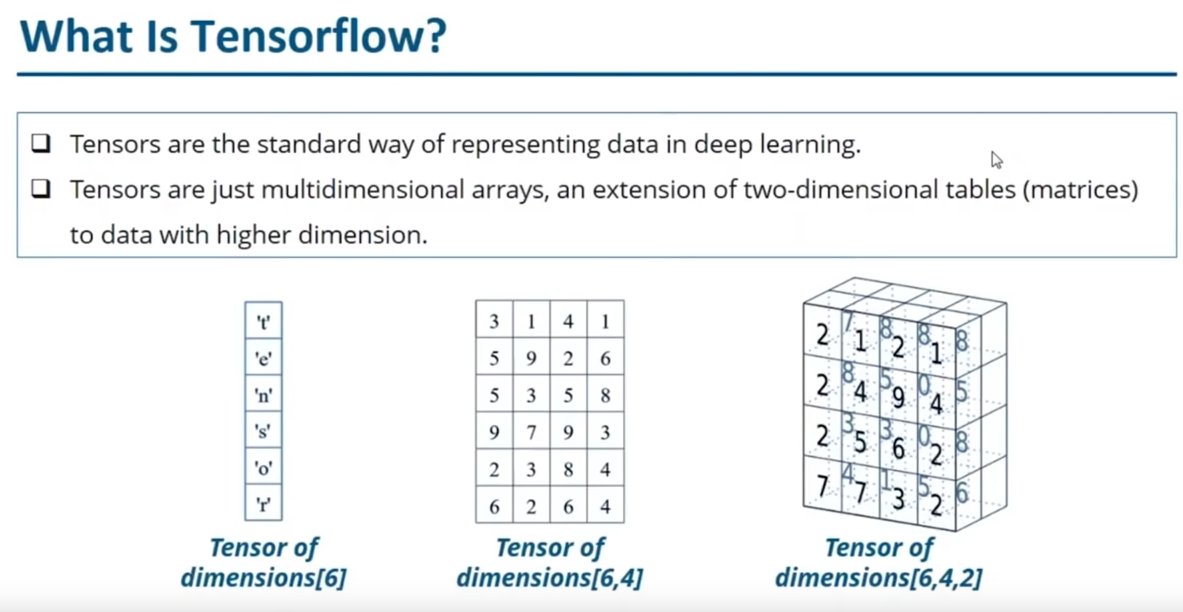 What Is Tensorflow?
❑ Tensors are the standard way of representing data in deep learning.
❑ Tensors are just multidimensional arrays, an extension of two-dimensional tables (matrices)
to data with higher dimension.
't'
'e'
'n'
's'
'o'
'r'
Tensor of
dimensions[6]
3 1 4 1
5 9 2 6
5 3 5 8
9 7 9 3
2 3 8 4
6 2 6 4
Tensor of
dimensions[6,4]
2 7 1 8 2 8 1 8
2 8 4 5 9 0 4 5
2 3 5 3 6 0 2 8
7 4 7 1 3 5 2 6
Tensor of
dimensions[6,4,2]